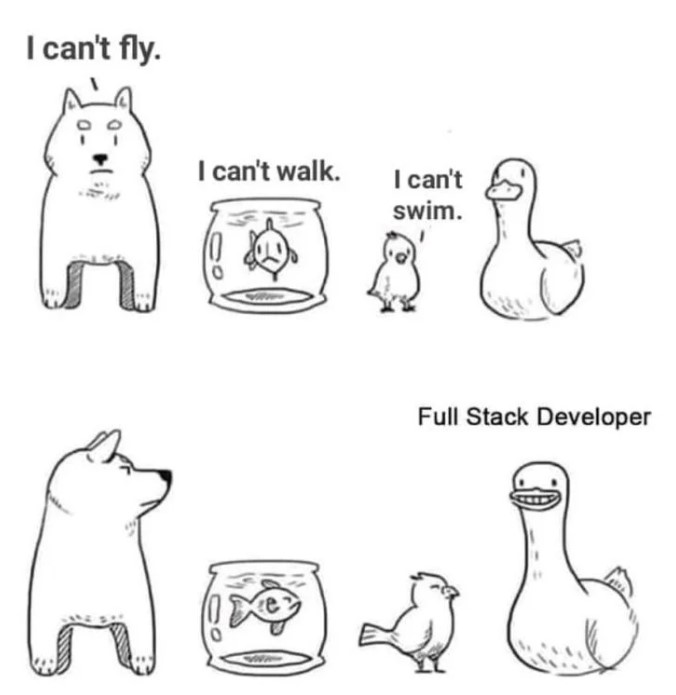 I can't fly.
I can't walk.
I can't
swim.
Full Stack Developer